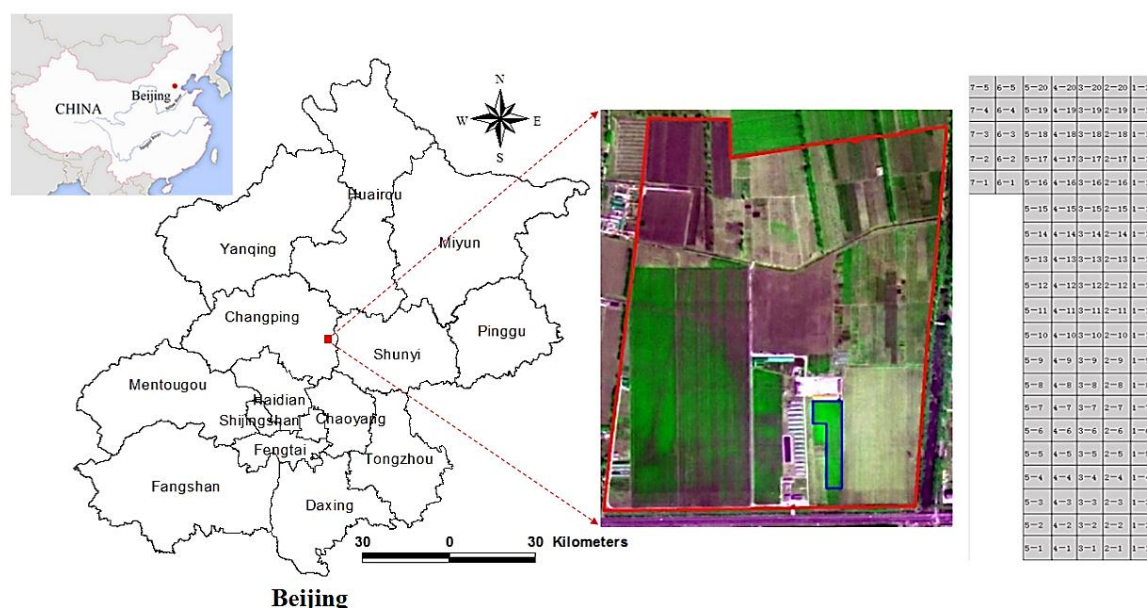 CHINA
Beijing
N
W E
S
Huairou
Yanqing
Miyun
Changping
Pinggu
Shunyi
Mentougou
Haidian
Shijingshan
Chaoyang
Fengtai
Tongzhou
Fangshan
Daxing
30 0 30 Kilometers
Beijing
7-5 6-5 5-20 4-20 3-20 2-20
7-4 6-4 5-19 4-19 3-19 2-19
7-3 6-3 5-18 4-18 3-18 2-18
7-2 6-2 5-17 4-17 3-17 2-17
7-1 6-1 5-16 4-16 3-16 2-16
5-15 4-15 3-15 2-15
5-14 4-14 3-14 2-14
5-13 4-13 3-13 2-13
5-12 4-12 3-12 2-12
5-11 4-11 3-11 2-11
5-10 4-10 3-10 2-10
5-9 4-9 3-9 2-9
5-8 4-8 3-8 2-8
5-7 4-7 3-7 2-7
5-6 4-6 3-6 2-6
5-5 4-5 3-5 2-5
5-4 4-4 3-4 2-4
5-3 4-3 3-3 2-3
5-2 4-2 3-2 2-2
5-1 4-1 3-1 2-1